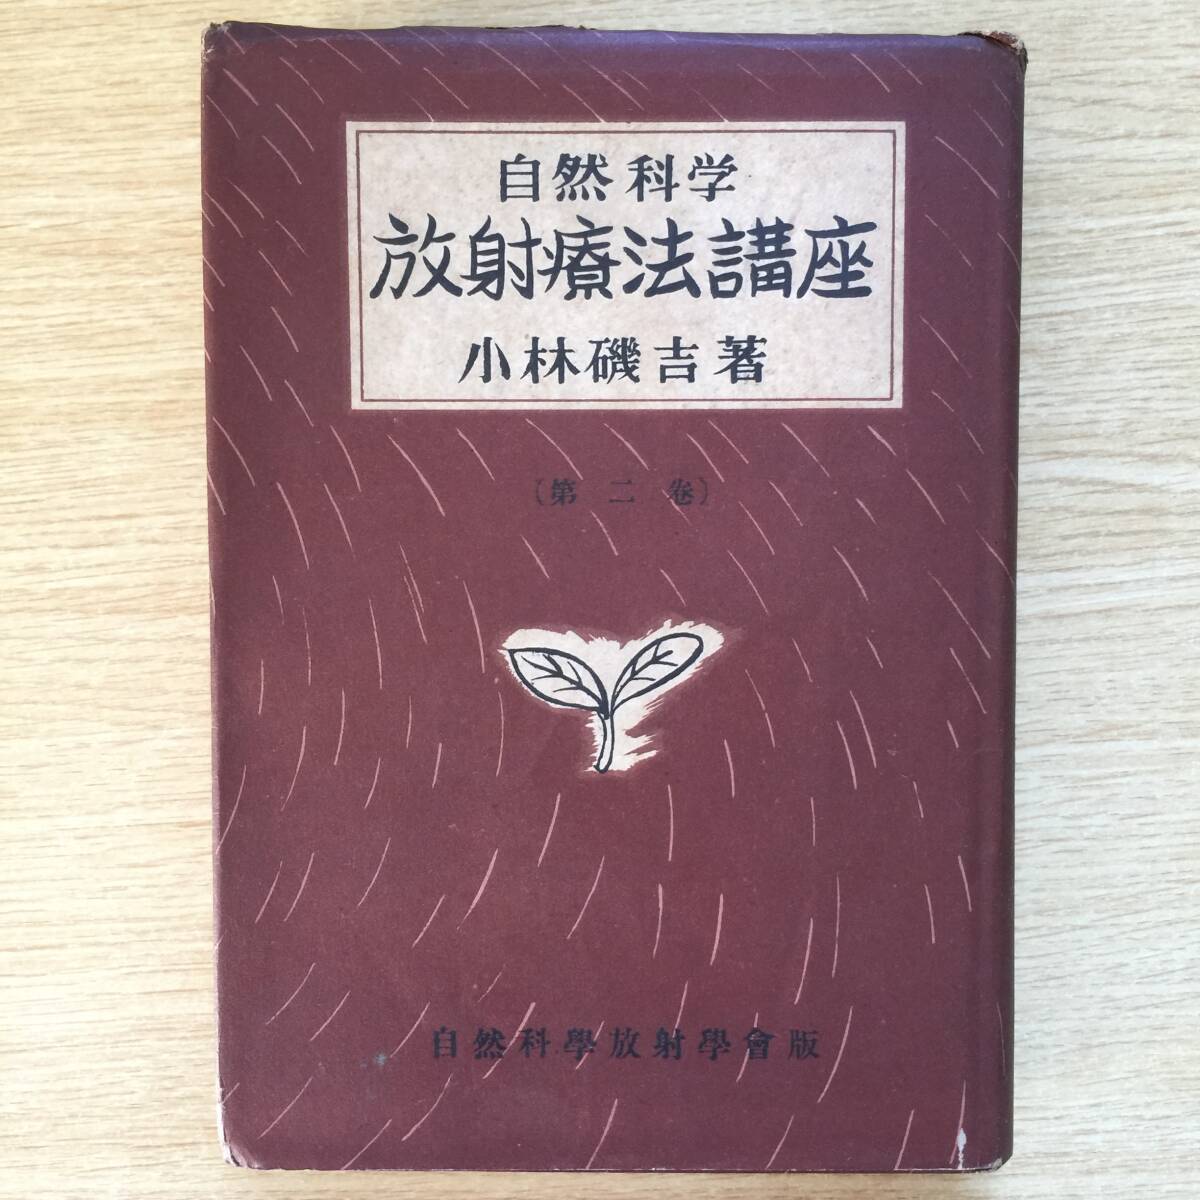 自然科学
放射療法講座
小林磯吉著
〔第二卷〕
自然科學放射學會版